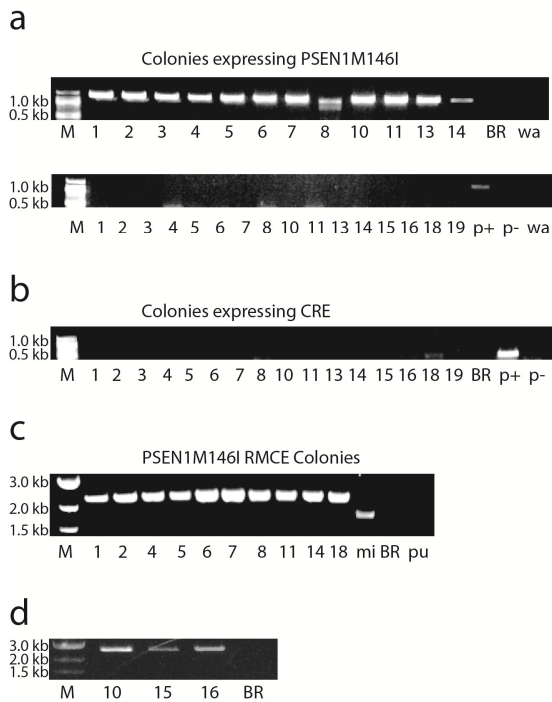 a
Colonies expressing PSEN1M146I
1.0 kb
0.5 kb
M 1 2 3 4 5 6 7 8 10 11 13 14 BR wa
1.0 kb
0.5 kb
M 1 2 3 4 5 6 7 8 10 11 13 14 15 16 18 19 p+ p- wa
b
Colonies expressing CRE
1.0 kb
0.5 kb
M 1 2 3 4 5 6 7 8 10 11 13 14 15 16 18 19 BR p+ p-
c
PSEN1M146I RMCE Colonies
3.0 kb
2.0 kb
1.5 kb
M 1 2 4 5 6 7 8 11 14 18 mi BR pu
d
3.0 kb
2.0 kb
1.5 kb
M 10 15 16 BR